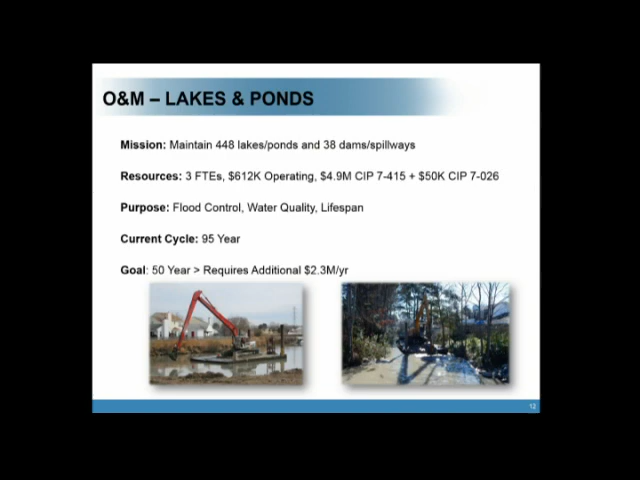 O&M – LAKES & PONDS
Mission: Maintain 448 lakes/ponds and 38 dams/spillways
Resources: 3 FTEs, $612K Operating, $4.9M CIP 7-415 + $50K CIP 7-026
Purpose: Flood Control, Water Quality, Lifespan
Current Cycle: 95 Year
Goal: 50 Year > Requires Additional $2.3M/yr
12